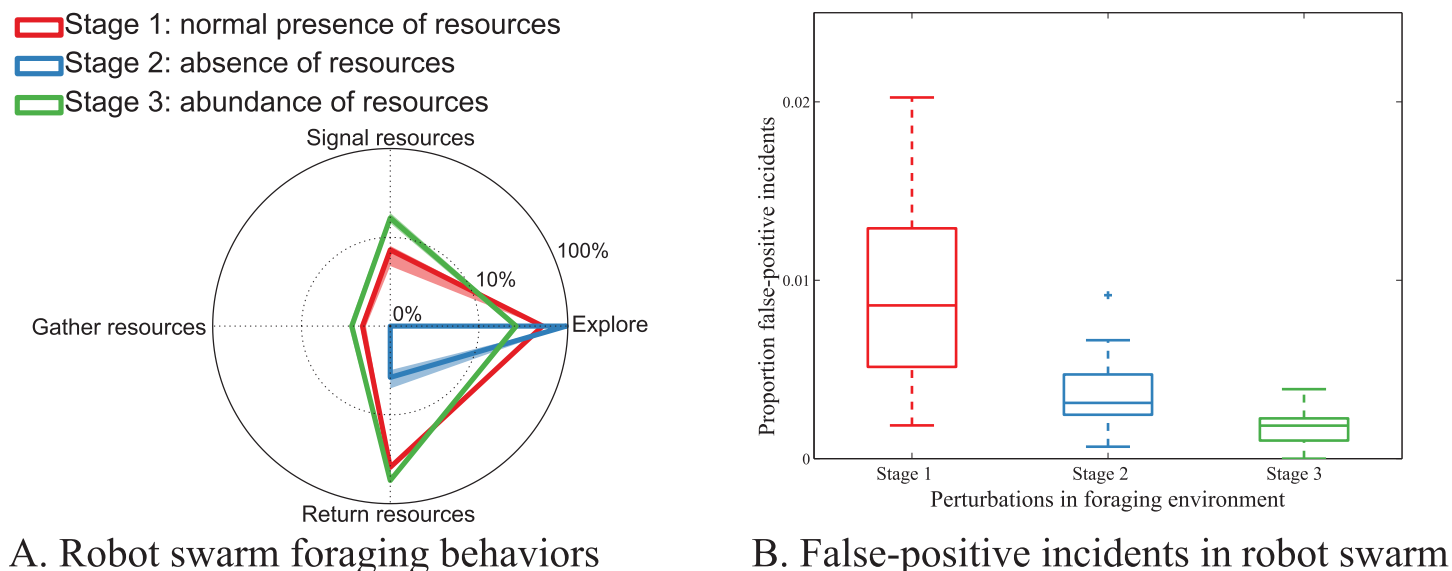 Stage 1: normal presence of resources
Stage 2: absence of resources
Stage 3: abundance of resources
Signal resources
100%
10%
0%
Gather resources
Explore
Return resources
A. Robot swarm foraging behaviors
Proportion false-positive incidents
0.02
0.01
0
Stage 1
Stage 2
Stage 3
Perturbations in foraging environment
B. False-positive incidents in robot swarm